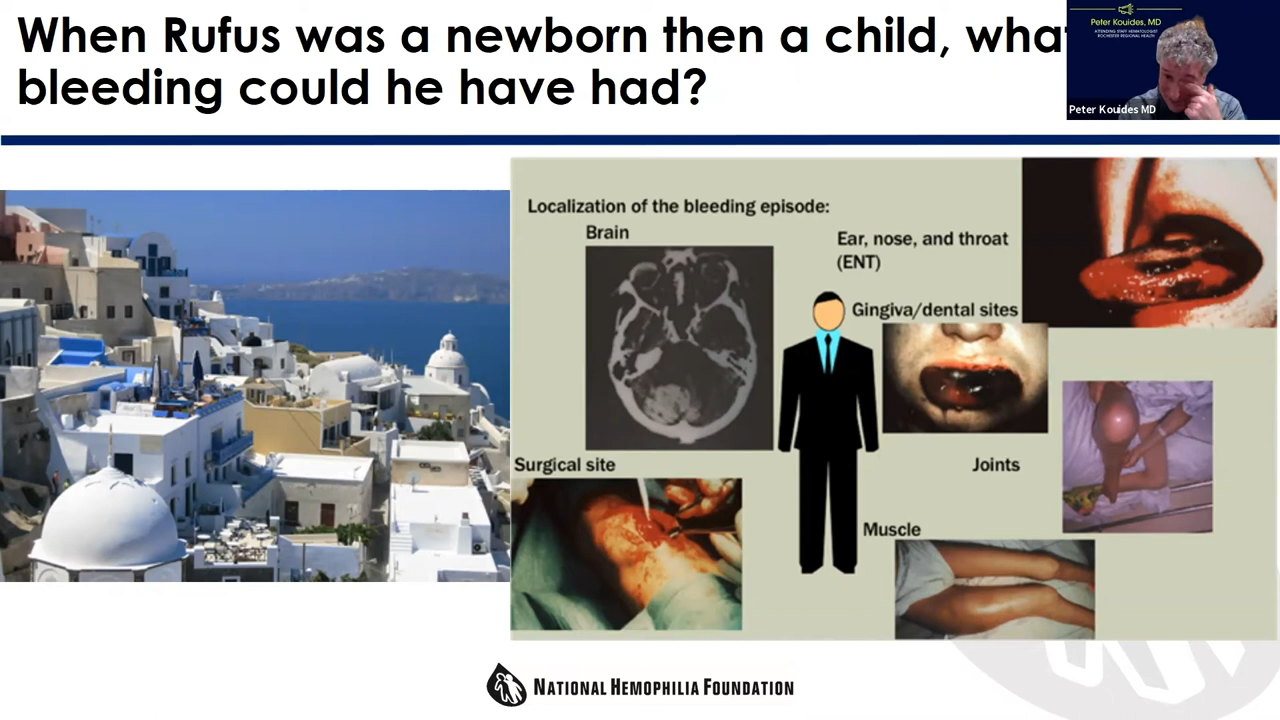 When Rufus was a newborn then a child, what
bleeding could he have had?
Peter Kouides, MD
ATTENDING STAFF HEMATOLOGIST
ROCHESTER REGIONAL HEALTH
Peter Kouides MD
Localization of the bleeding episode:
Brain
Ear, nose, and throat
(ENT)
Gingiva/dental sites
Surgical site
Joints
Muscle
NATIONAL HEMOPHILIA FOUNDATION